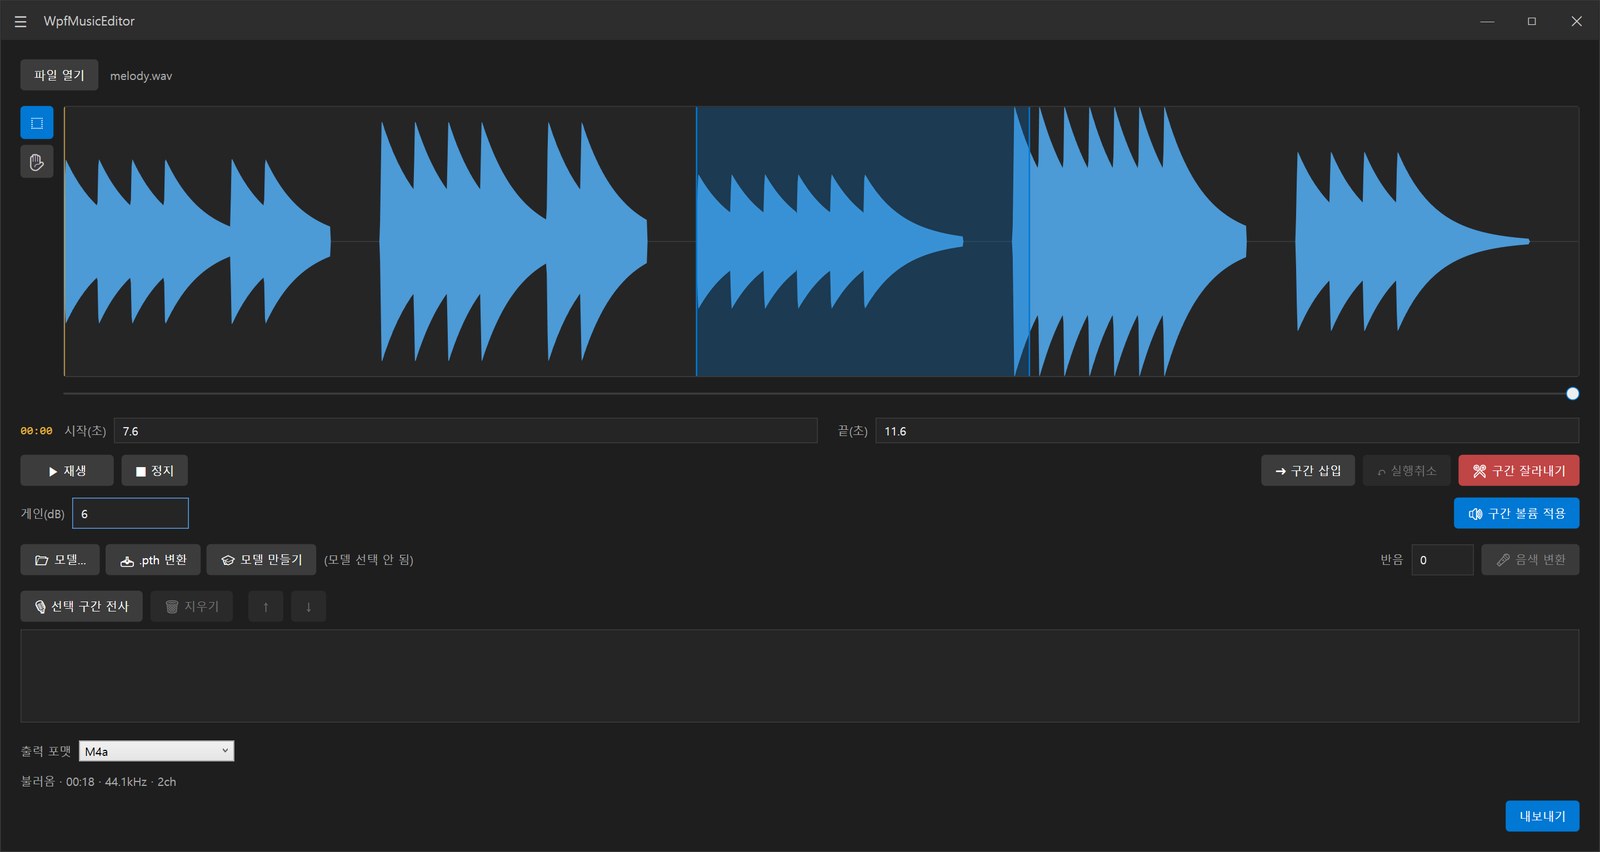 WpfMusicEditor
파일 열기 melody.wav
00:00 시작(초) 7.6 끝(초) 11.6
재생 정지 구간 삽입 실행취소 구간 잘라내기
게인(dB) 6 구간 볼륨 적용
모델... .pth 변환 모델 만들기 (모델 선택 안 됨) 반음 0 음색 변환
선택 구간 전사 지우기 ↑ ↓
출력 포맷 M4a
불러옴 · 00:18 · 44.1kHz · 2ch
내보내기